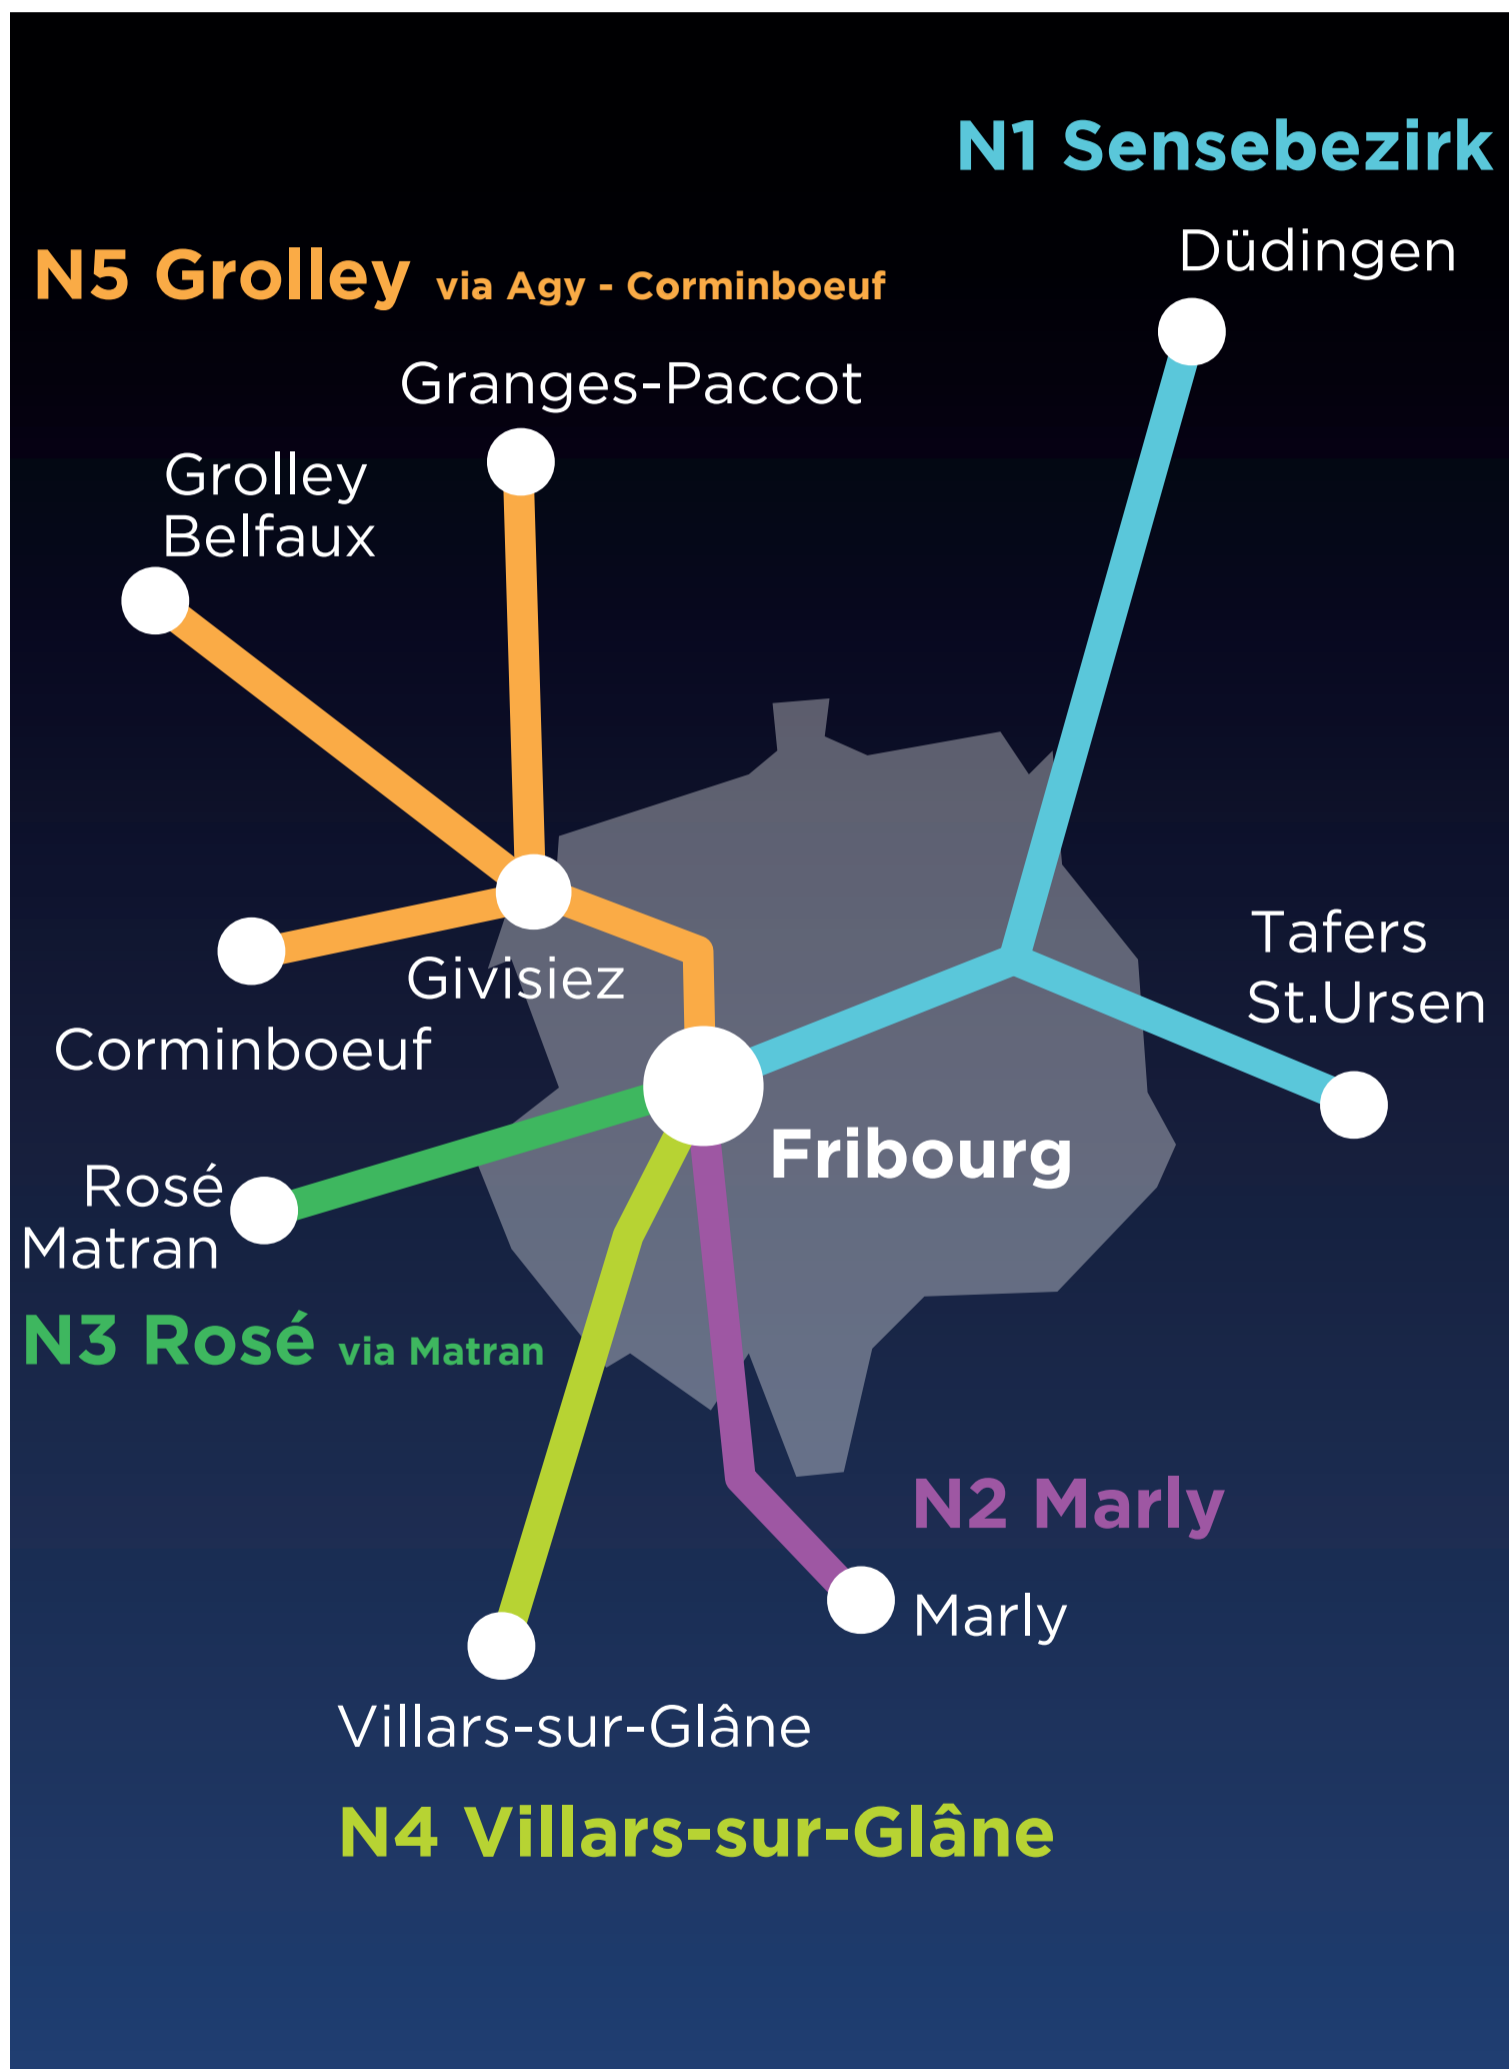 N1 Sensebezirk
Düdingen
N5 Grolley via Agy - Corminboeuf
Granges-Paccot
Grolley
Belfaux
Tafers
St.Ursen
Givisiez
Corminboeuf
Fribourg
Rosé
Matran
N3 Rosé via Matran
N2 Marly
Marly
Villars-sur-Glâne
N4 Villars-sur-Glâne